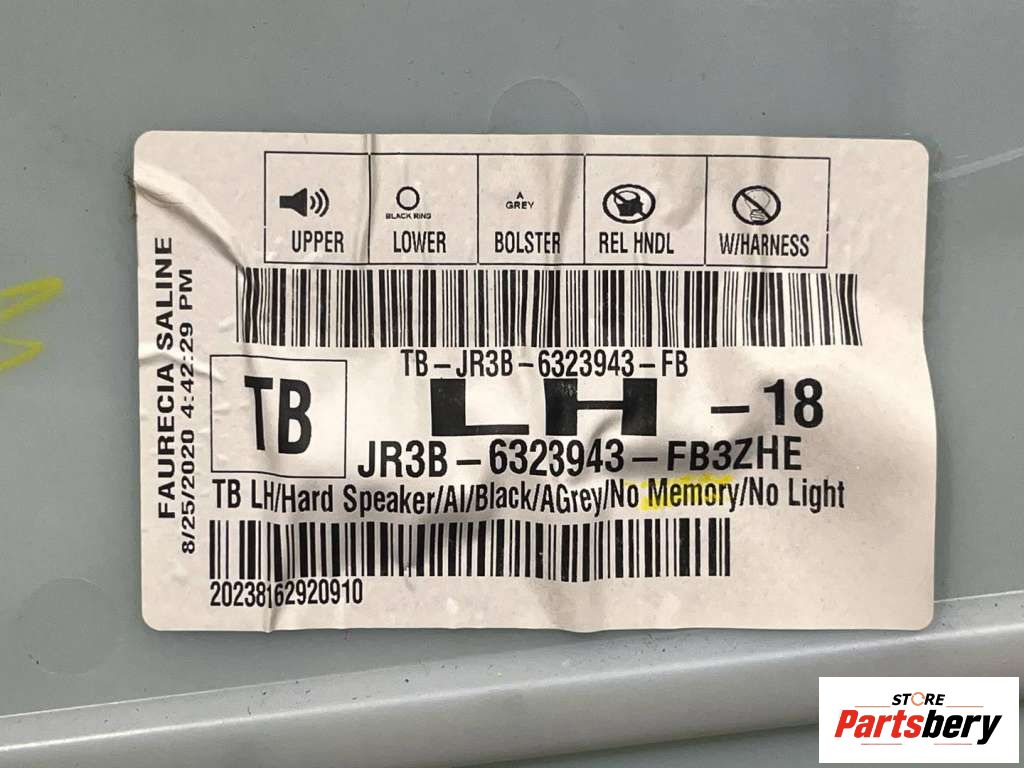 BLACK RING
A
GREY
UPPER
LOWER
BOLSTER
REL HNDL
W/HARNESS
FAURECIA SALINE
8/25/2020 4:42:29 PM
TB-JR3B-6323943-FB
TB
LH -18
JR3B-6323943-FB3ZHE
TB LH/Hard Speaker/Al/Black/AGrey/No Memory/No Light
20238162920910
STORE
Partsbery